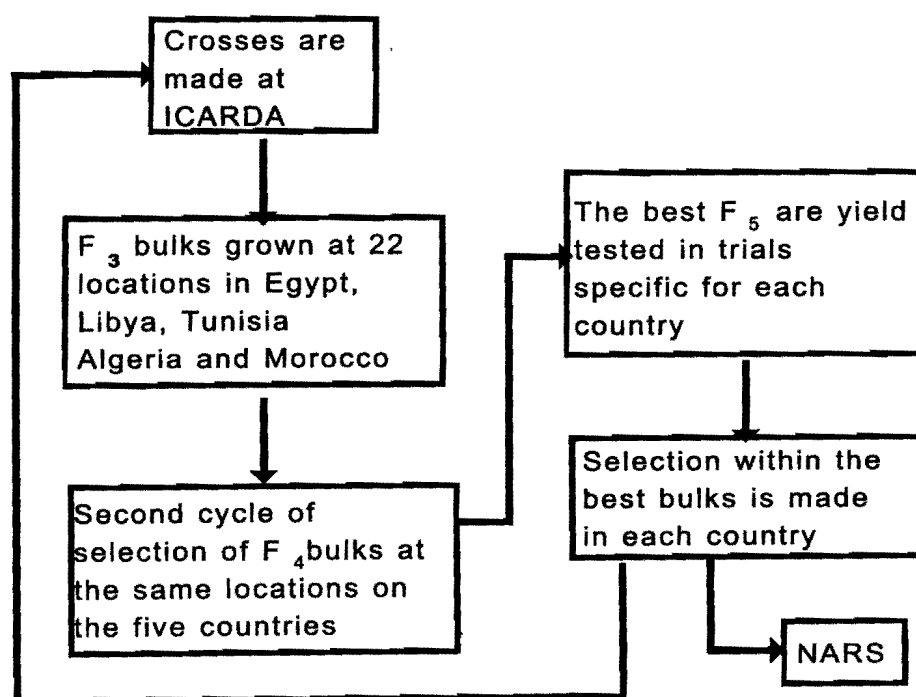 Crosses are
made at
ICARDA
F 3 bulks grown at 22
locations in Egypt,
Libya, Tunisia
Algeria and Morocco
Second cycle of
selection of F 4 bulks at
the same locations on
the five countries
The best F 5 are yield
tested in trials
specific for each
country
Selection within the
best bulks is made
in each country
NARS